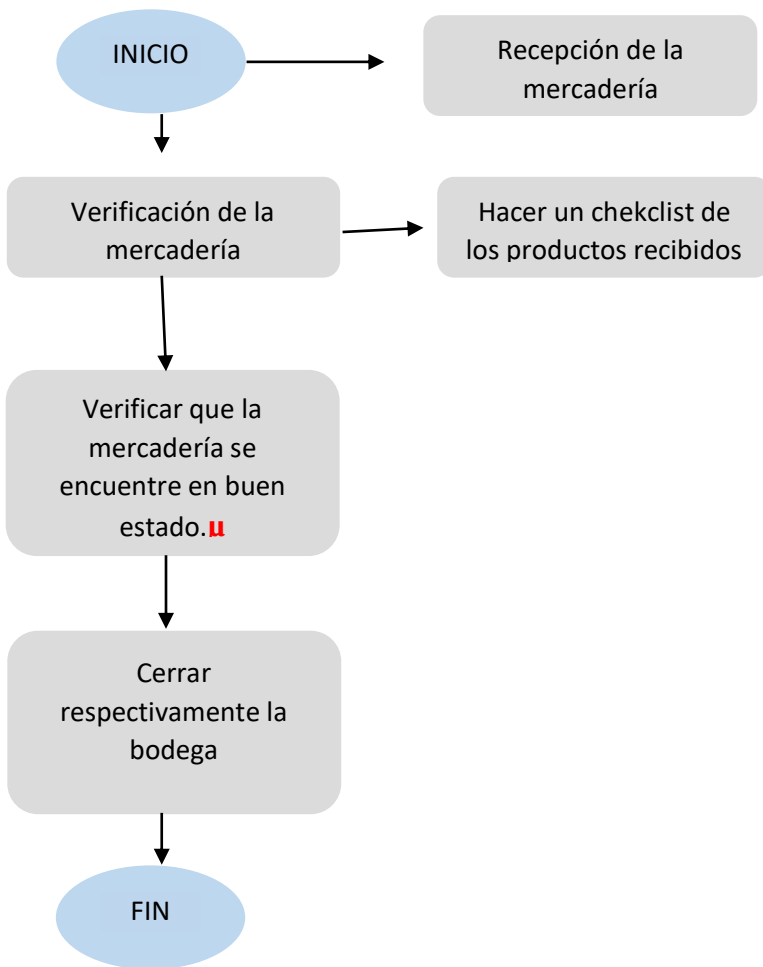 INICIO
Recepción de la
mercadería
Verificación de la
mercadería
Hacer un chekclist de
los productos recibidos
Verificar que la
mercadería se
encuentre en buen
estado.µ
Cerrar
respectivamente la
bodega
FIN